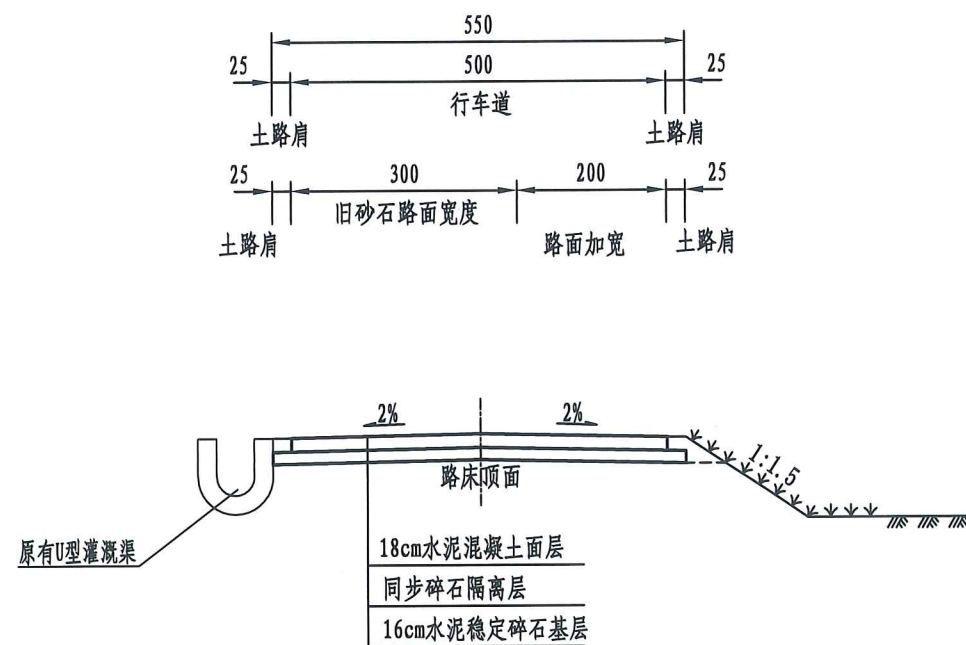 550
25 500 25
行车道
土路肩 土路肩
25 300 200 25
旧砂石路面宽度
土路肩 路面加宽 土路肩
2% 2%
1:1.5
路床顶面
原有U型灌溉渠
18cm水泥混凝土面层
同步碎石隔离层
16cm水泥稳定碎石基层